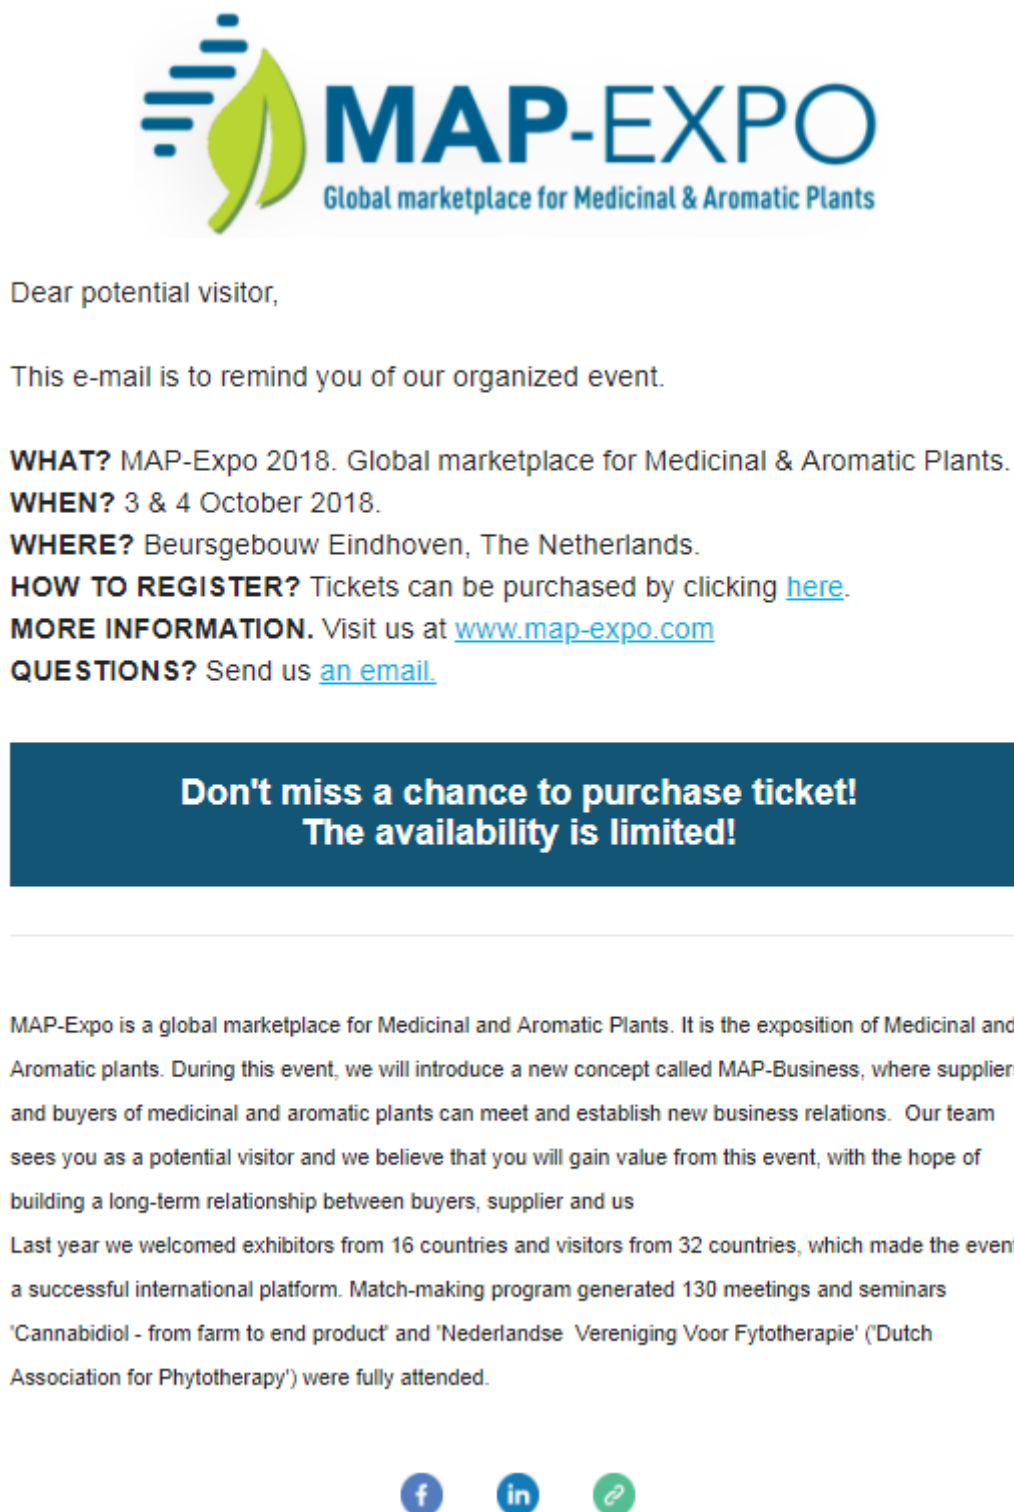 MAP-EXPO
Global marketplace for Medicinal & Aromatic Plants
Dear potential visitor,
This e-mail is to remind you of our organized event.
WHAT? MAP-Expo 2018. Global marketplace for Medicinal & Aromatic Plants.
WHEN? 3 & 4 October 2018.
WHERE? Beursgebouw Eindhoven, The Netherlands.
HOW TO REGISTER? Tickets can be purchased by clicking here.
MORE INFORMATION. Visit us at www.map-expo.com
QUESTIONS? Send us an email.
Don't miss a chance to purchase ticket!
The availability is limited!
MAP-Expo is a global marketplace for Medicinal and Aromatic Plants. It is the exposition of Medicinal and
Aromatic plants. During this event, we will introduce a new concept called MAP-Business, where suppliers
and buyers of medicinal and aromatic plants can meet and establish new business relations.  Our team
sees you as a potential visitor and we believe that you will gain value from this event, with the hope of
building a long-term relationship between buyers, supplier and us
Last year we welcomed exhibitors from 16 countries and visitors from 32 countries, which made the event
a successful international platform. Match-making program generated 130 meetings and seminars
'Cannabidiol - from farm to end product' and 'Nederlandse  Vereniging Voor Fytotherapie' ('Dutch
Association for Phytotherapy') were fully attended.
f
in